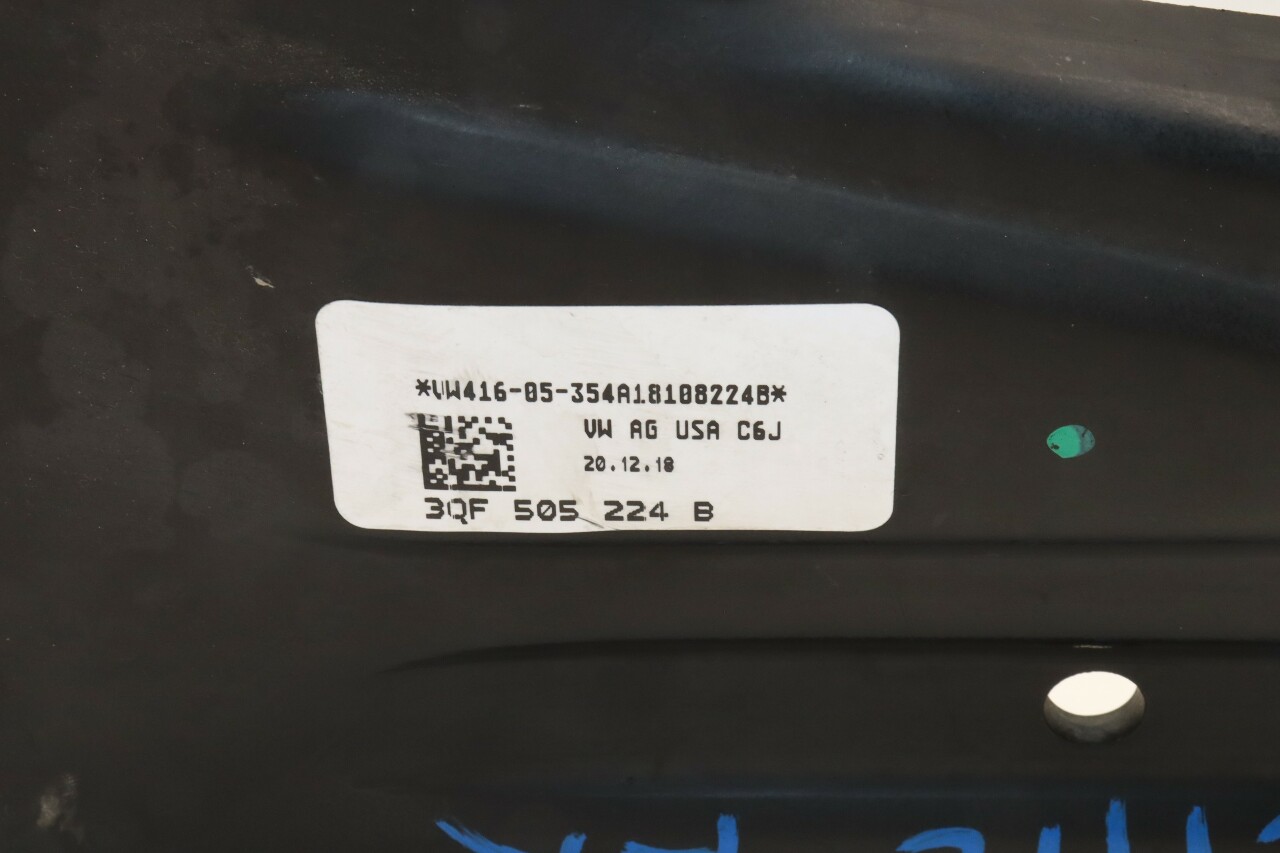 *VW416-05-354A18108224B*
VW AG USA C6J
20.12.18
3QF 505 224 B